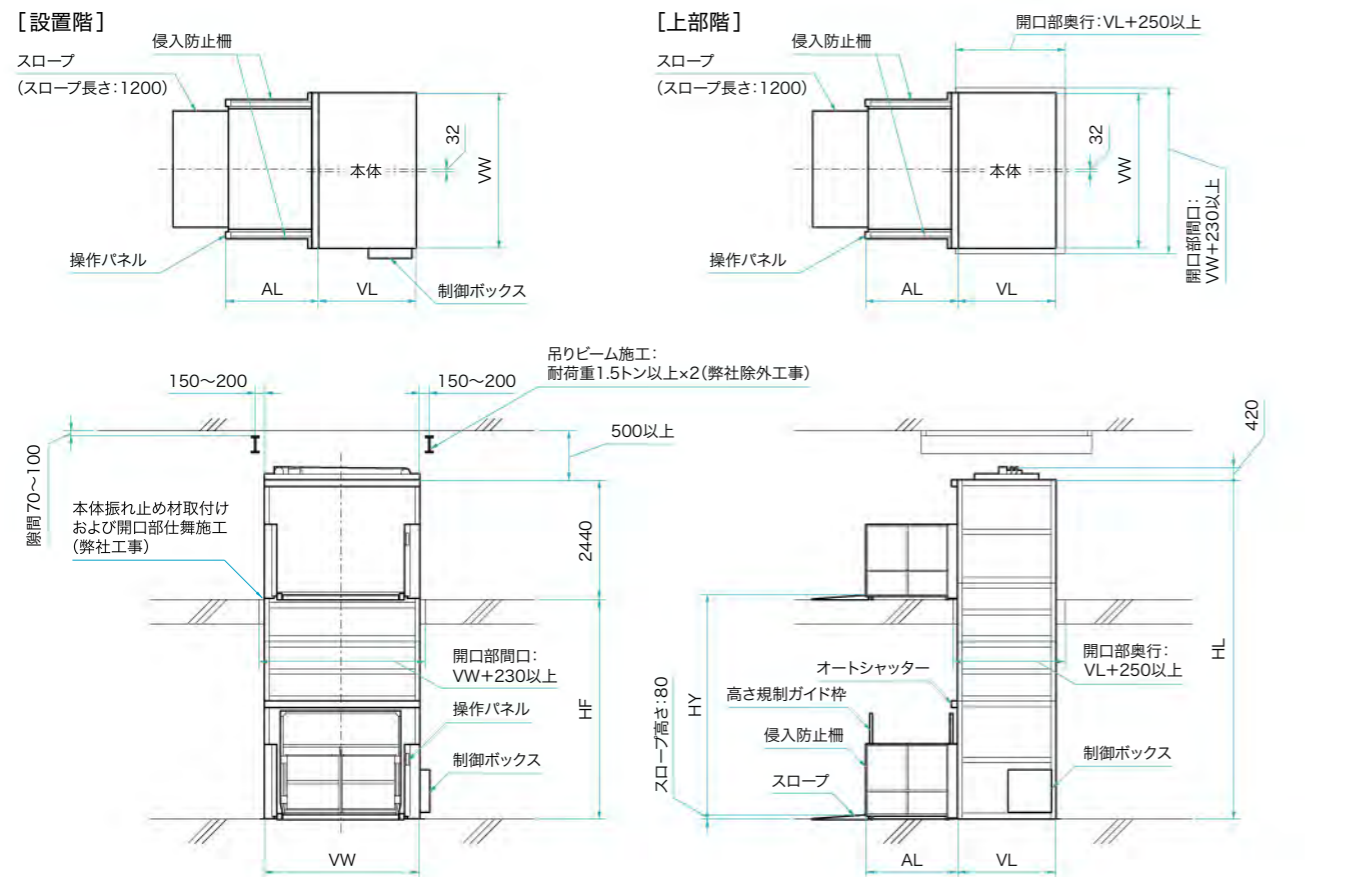 [設置階]
侵入防止柵
スロープ
(スロープ長さ:1200)
本体
32
VW
操作パネル
AL
VL
制御ボックス
[上部階]
開口部奥行:VL+250以上
侵入防止柵
スロープ
(スロープ長さ:1200)
本体
32
VW
開口部間口:
VW+230以上
操作パネル
AL
VL
吊りビーム施工:
耐荷重1.5トン以上×2(弊社除外工事)
150〜200
150〜200
500以上
隙間70〜100
本体振れ止め材取付け
および開口部仕舞施工
(弊社工事)
2440
開口部間口:
VW+230以上
操作パネル
HF
制御ボックス
VW
420
HL
開口部奥行:
VL+250以上
オートシャッター
高さ規制ガイド枠
HY
スロープ高さ:80
侵入防止柵
制御ボックス
スロープ
AL
VL